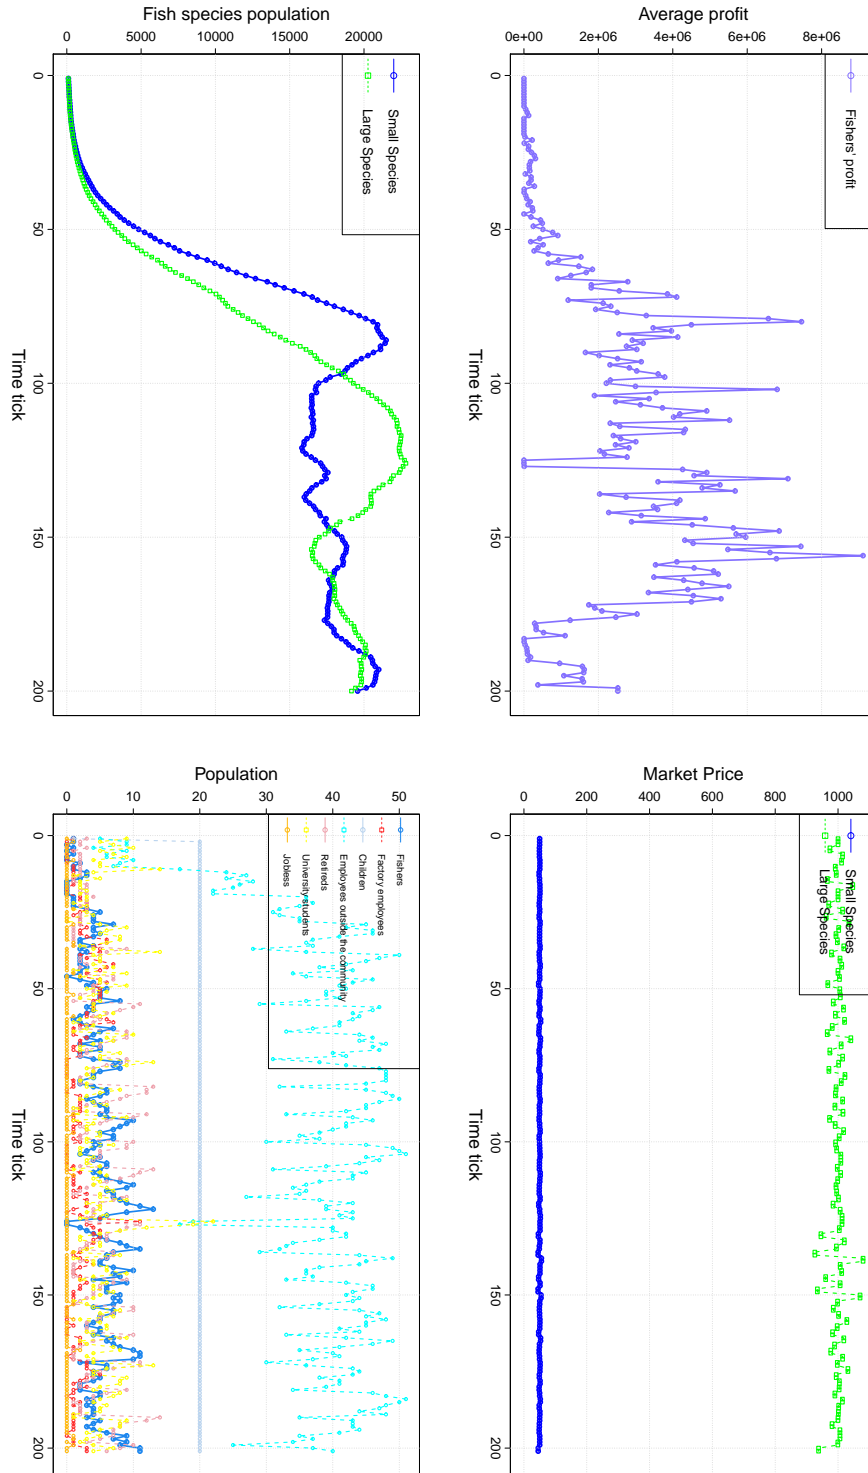 Fish species population
0
5000
10000
15000
20000
0
50
100
150
200
Time tick
Small Species
Large Species
Average profit
0e+00
2e+06
4e+06
6e+06
8e+06
0
50
100
150
200
Time tick
Fishers' profit
Population
0
10
20
30
40
50
0
50
100
150
200
Time tick
Fishers
Factory employees
Children
Employees outside the community
Retireds
University students
Jobless
Market Price
0
200
400
600
800
1000
0
50
100
150
200
Time tick
Small Species
Large Species